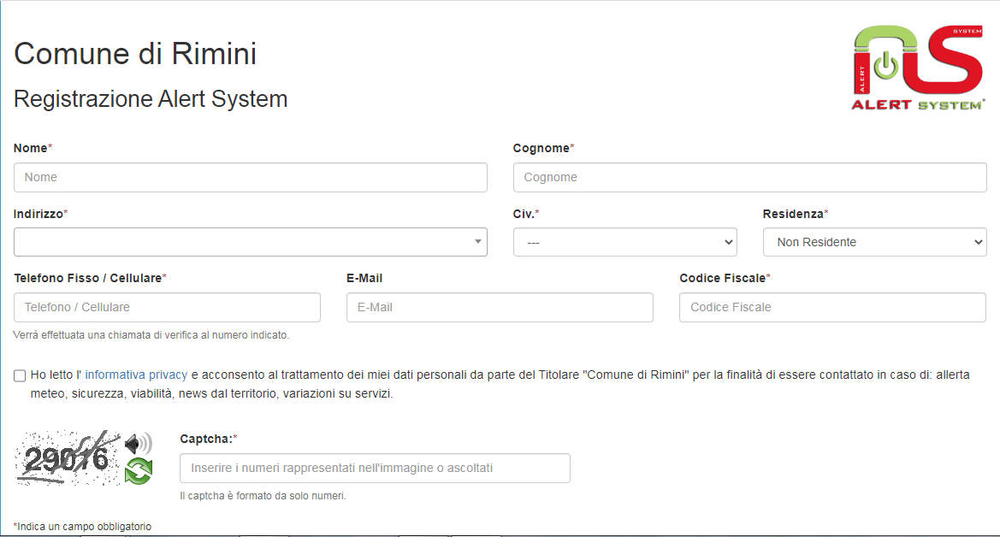 Comune di Rimini
SYSTEM
ALERT
ALERT SYSTEM
Registrazione Alert System
Nome*
Cognome*
Nome
Cognome
Indirizzo*
Civ.*
Residenza*
---
Non Residente
Telefono Fisso / Cellulare*
E-Mail
Codice Fiscale*
Telefono / Cellulare
E-Mail
Codice Fiscale
Verrà effettuata una chiamata di verifica al numero indicato.
Ho letto l' informativa privacy e acconsento al trattamento dei miei dati personali da parte del Titolare "Comune di Rimini" per la finalità di essere contattato in caso di: allerta
meteo, sicurezza, viabilità, news dal territorio, variazioni su servizi.
29016
Captcha:*
Inserire i numeri rappresentati nell'immagine o ascoltati
Il captcha è formato da solo numeri.
*Indica un campo obbligatorio